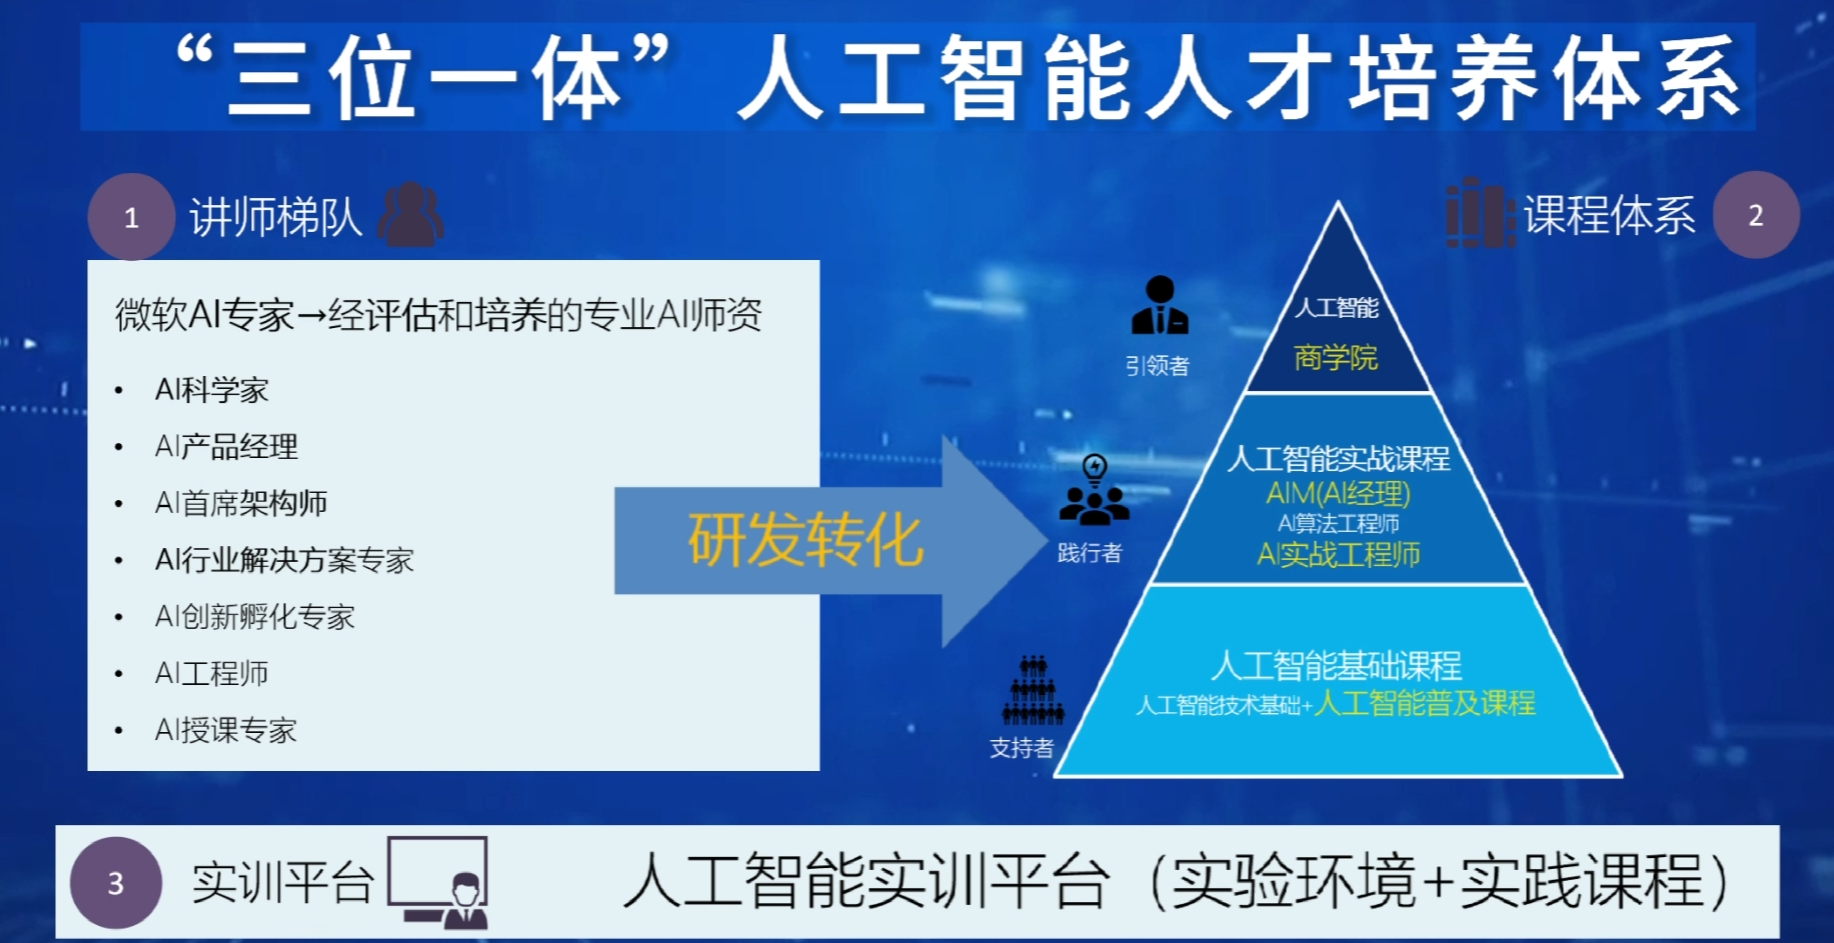 “三位一体”人工智能人才培养体系
1
讲师梯队
微软AI专家→经评估和培养的专业AI师资
• AI科学家
• AI产品经理
• AI首席架构师
• AI行业解决方案专家
• AI创新孵化专家
• AI工程师
• AI授课专家
研发转化
课程体系
2
引领者
人工智能
商学院
践行者
人工智能实战课程
AIM(AI经理)
AI算法工程师
AI实战工程师
支持者
人工智能基础课程
人工智能技术基础+人工智能普及课程
3
实训平台
人工智能实训平台（实验环境+实践课程）